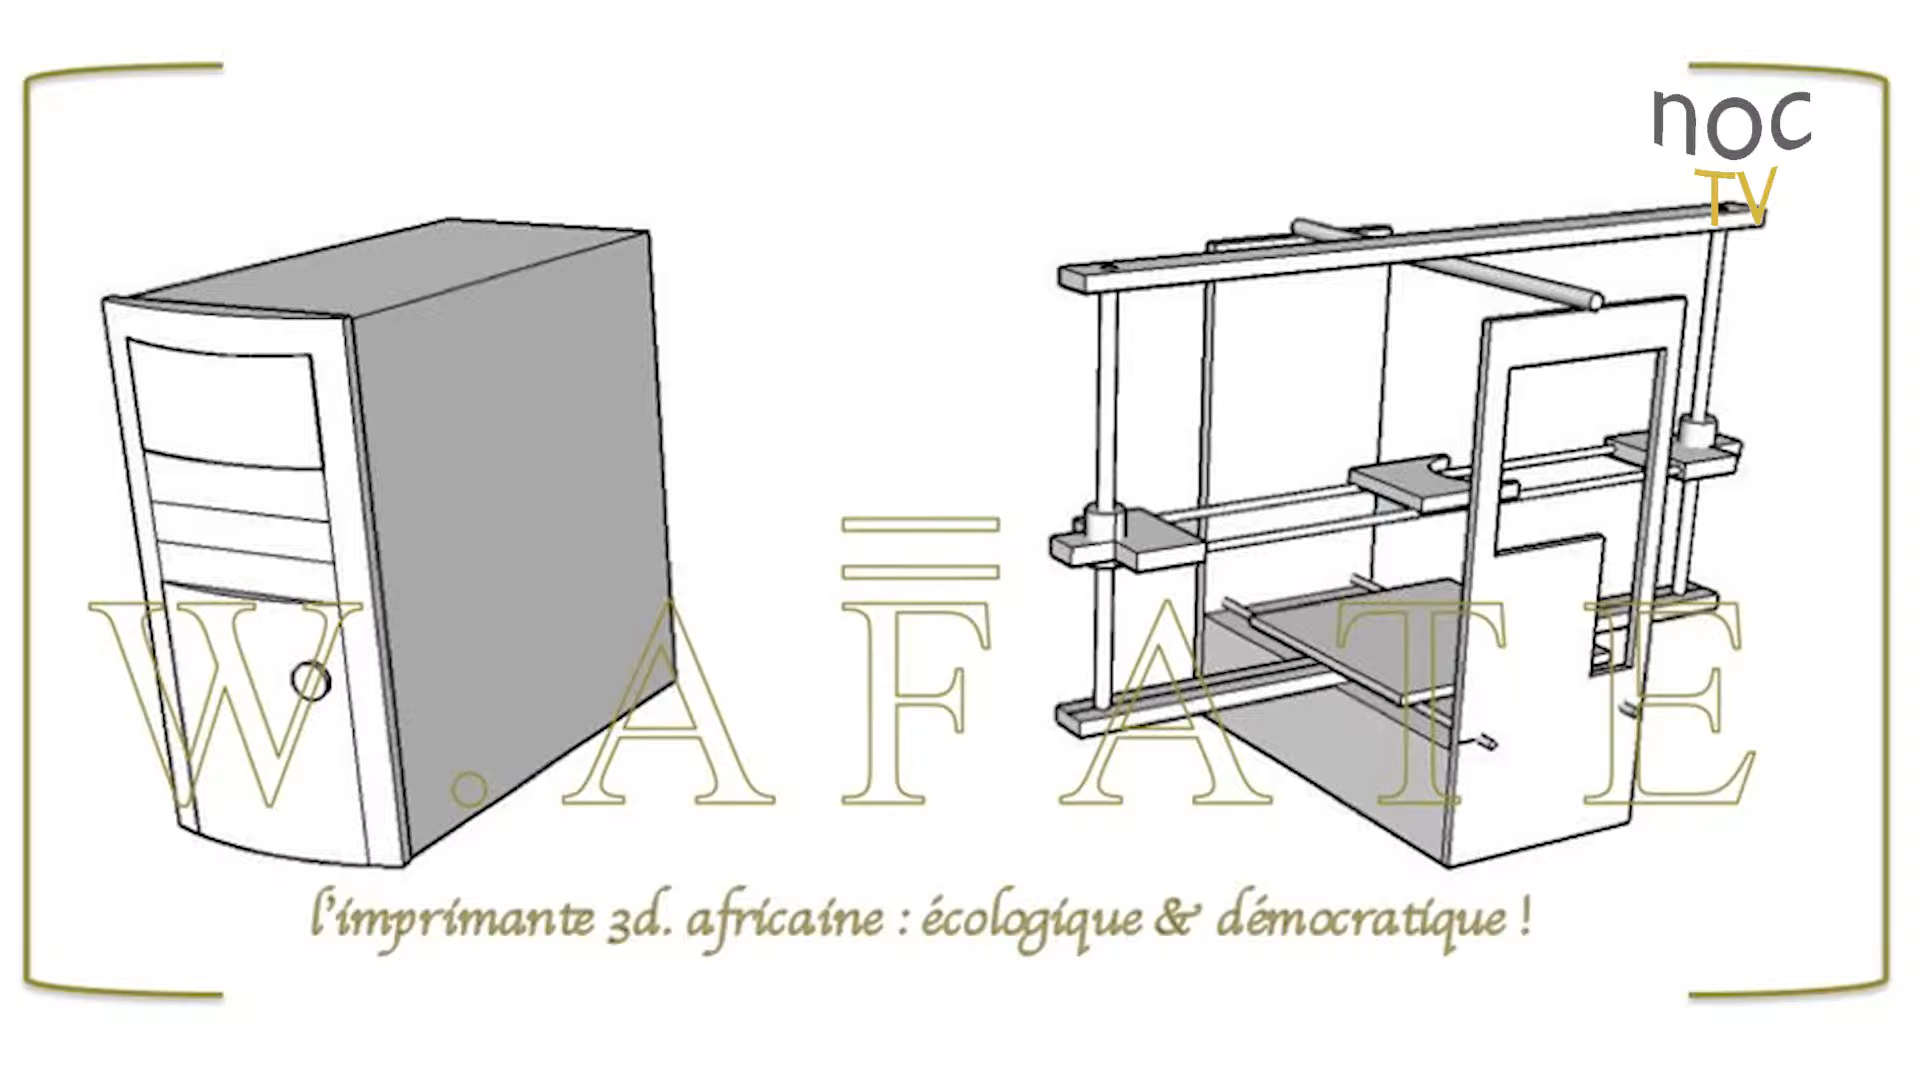 noc
TV
W.AFATE
l'imprimante 3d. africaine : écologique & démocratique !